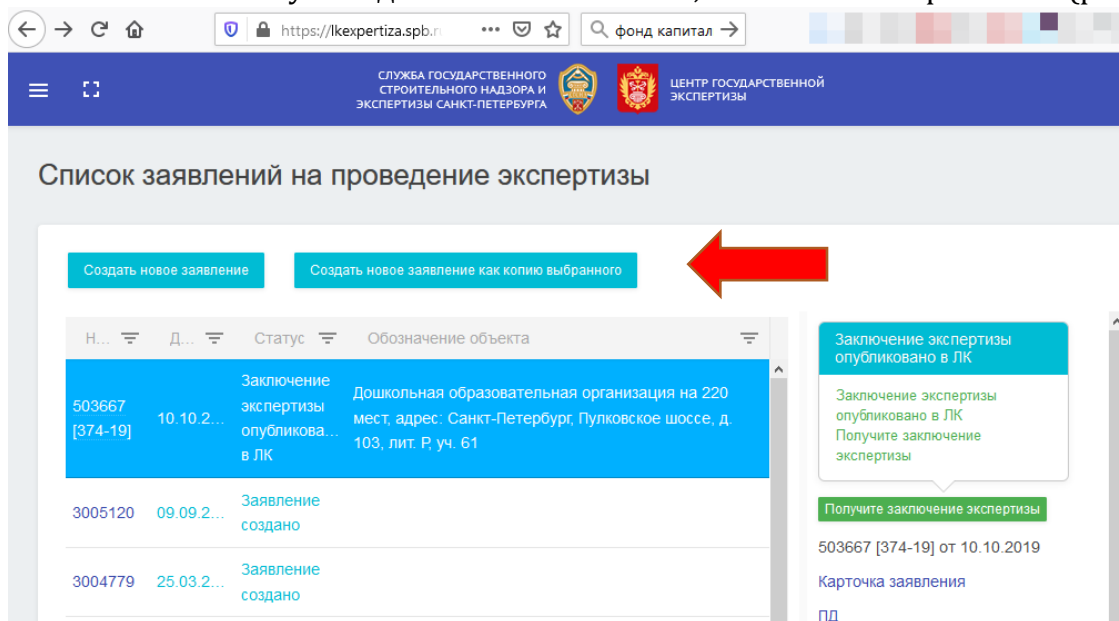 https://lkexpertiza.spb.r
фонд капитал
СЛУЖБА ГОСУДАРСТВЕННОГО
СТРОИТЕЛЬНОГО НАДЗОРА И
ЭКСПЕРТИЗЫ САНКТ-ПЕТЕРБУРГА
ЦЕНТР ГОСУДАРСТВЕННОЙ
ЭКСПЕРТИЗЫ
Список заявлений на проведение экспертизы
Создать новое заявление
Создать новое заявление как копию выбранного
Н... Д... Статус Обозначение объекта
503667
[374-19]
10.10.2...
Заключение
экспертизы
опубликова...
в ЛК
Дошкольная образовательная организация на 220
мест, адрес: Санкт-Петербург, Пулковское шоссе, д.
103, лит. Р, уч. 61
3005120 09.09.2... Заявление
создано
3004779 25.03.2... Заявление
создано
Заключение экспертизы
опубликовано в ЛК
Заключение экспертизы
опубликовано в ЛК
Получите заключение
экспертизы
Получите заключение экспертизы
503667 [374-19] от 10.10.2019
Карточка заявления
ПД